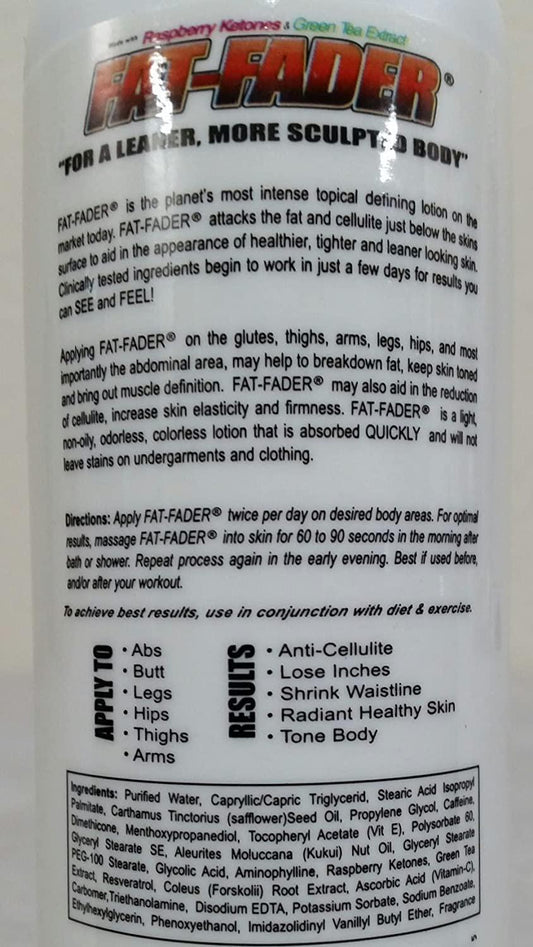 Made with Raspberry Ketones & Green Tea Extract
FAT-FADER®
"FOR A LEANER, MORE SCULPTED BODY"
FAT-FADER® is the planet's most intense topical defining lotion on the
market today. FAT-FADER® attacks the fat and cellulite just below the skins
surface to aid in the appearance of healthier, tighter and leaner looking skin.
Clinically tested ingredients begin to work in just a few days for results you
can SEE and FEEL!
Applying FAT-FADER® on the glutes, thighs, arms, legs, hips, and most
importantly the abdominal area, may help to breakdown fat, keep skin toned
and bring out muscle definition. FAT-FADER® may also aid in the reduction
of cellulite, increase skin elasticity and firmness. FAT-FADER® is a light,
non-oily, odorless, colorless lotion that is absorbed QUICKLY and will not
leave stains on undergarments and clothing.
Directions: Apply FAT-FADER® twice per day on desired body areas. For optimal
results, massage FAT-FADER® into skin for 60 to 90 seconds in the morning after
bath or shower. Repeat process again in the early evening. Best if used before,
and/or after your workout.
To achieve best results, use in conjunction with diet & exercise.
APPLY TO
• Abs
• Butt
• Legs
• Hips
• Thighs
• Arms
RESULTS
• Anti-Cellulite
• Lose Inches
• Shrink Waistline
• Radiant Healthy Skin
• Tone Body
Ingredients: Purified Water, Capryllic/Capric Triglycerid, Stearic Acid Isopropyl
Palmitate, Carthamus Tinctorius (safflower)Seed Oil, Propylene Glycol, Caffeine,
Dimethicone, Menthoxypropanediol, Tocopheryl Acetate (Vit E), Polysorbate 60,
Glyceryl Stearate SE, Aleurites Moluccana (Kukui) Nut Oil, Glyceryl Stearate
PEG-100 Stearate, Glycolic Acid, Aminophylline, Raspberry Ketones, Green Tea
Extract, Resveratrol, Coleus (Forskolii) Root Extract, Ascorbic Acid (Vitamin-C),
Carbomer,Triethanolamine, Disodium EDTA, Potassium Sorbate, Sodium Benzoate,
Ethylhexylglycerin, Phenoxyethanol, Imidazolidinyl Vanillyl Butyl Ether, Fragrance